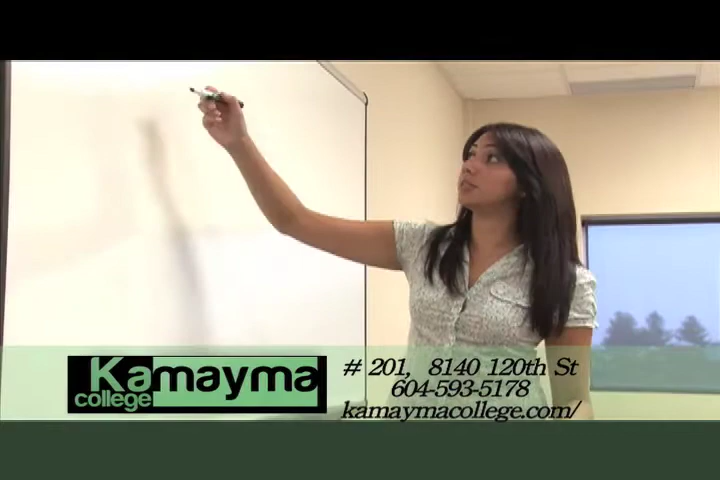 Kamayma
college
# 201, 8140 120th St
604-593-5178
kamaymacollege.com/